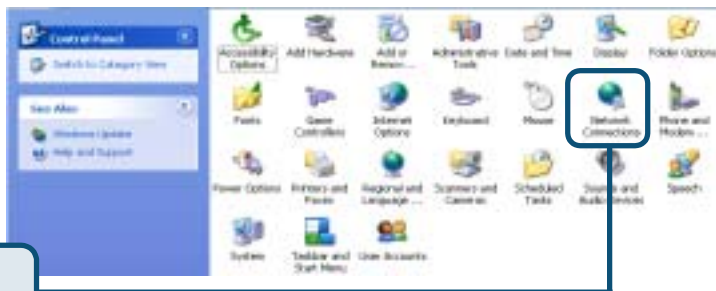 Control Panel
Switch to Category View
See Also
Windows Update
Help and Support
Accessibility Options
Add Hardware
Add or Remov...
Administrative Tools
Date and Time
Display
Folder Options
Fonts
Game Controllers
Internet Options
Keyboard
Mouse
Network Connections
Phone and Modem ...
Power Options
Printers and Faxes
Regional and Language ...
Scanners and Cameras
Scheduled Tasks
Sounds and Audio Devices
Speech
System
Taskbar and Start Menu
User Accounts